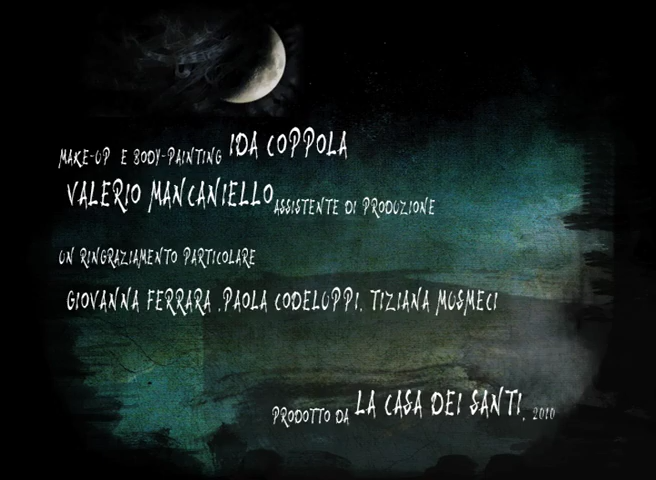 MAKE-UP E BODY-PAINTING IDA COPPOLA
VALERIO MANCANIELLO ASSISTENTE DI PRODUZIONE
UN RINGRAZIAMENTO PARTICOLARE
GIOVANNA FERRARA ,PAOLA CODELUPPI, TIZIANA MOSMECI
PRODOTTO DA LA CASA DEI SANTI, 2010